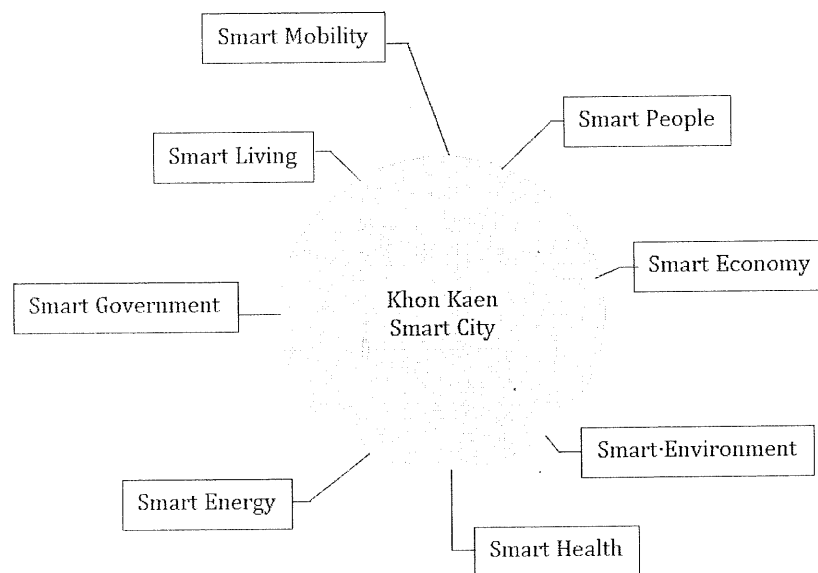 Smart Mobility
Smart People
Smart Living
Smart Economy
Smart Government
Khon Kaen
Smart City
Smart·Environment
Smart Energy
Smart Health